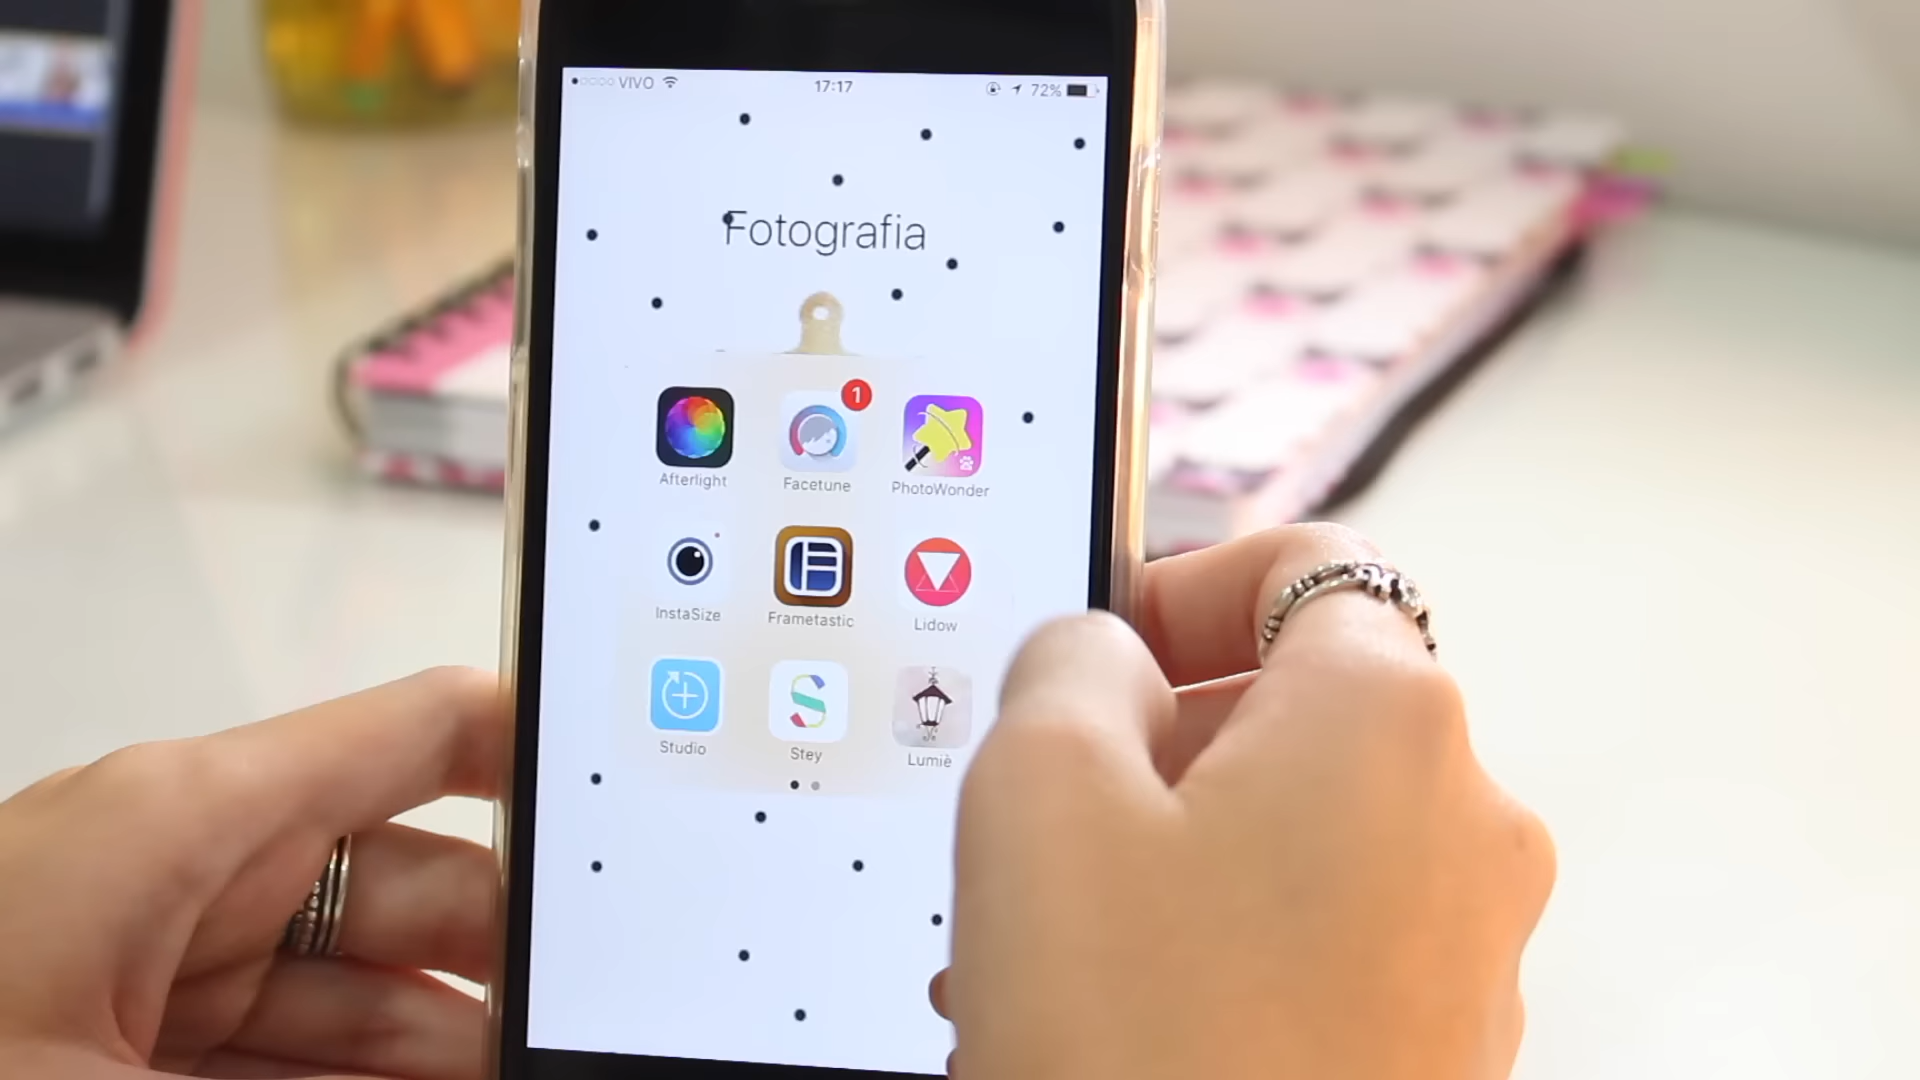 VIVO 17:17 72%
Fotografia
1
Afterlight Facetune PhotoWonder
InstaSize Frametastic Lidow
S
Studio Stey Lumiè